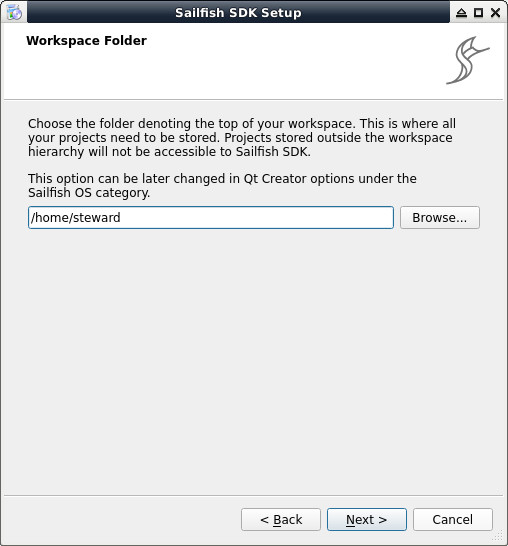 Sailfish SDK Setup
Workspace Folder
Choose the folder denoting the top of your workspace. This is where all
your projects need to be stored. Projects stored outside the workspace
hierarchy will not be accessible to Sailfish SDK.
This option can be later changed in Qt Creator options under the
Sailfish OS category.
/home/steward
Browse...
< Back
Next >
Cancel